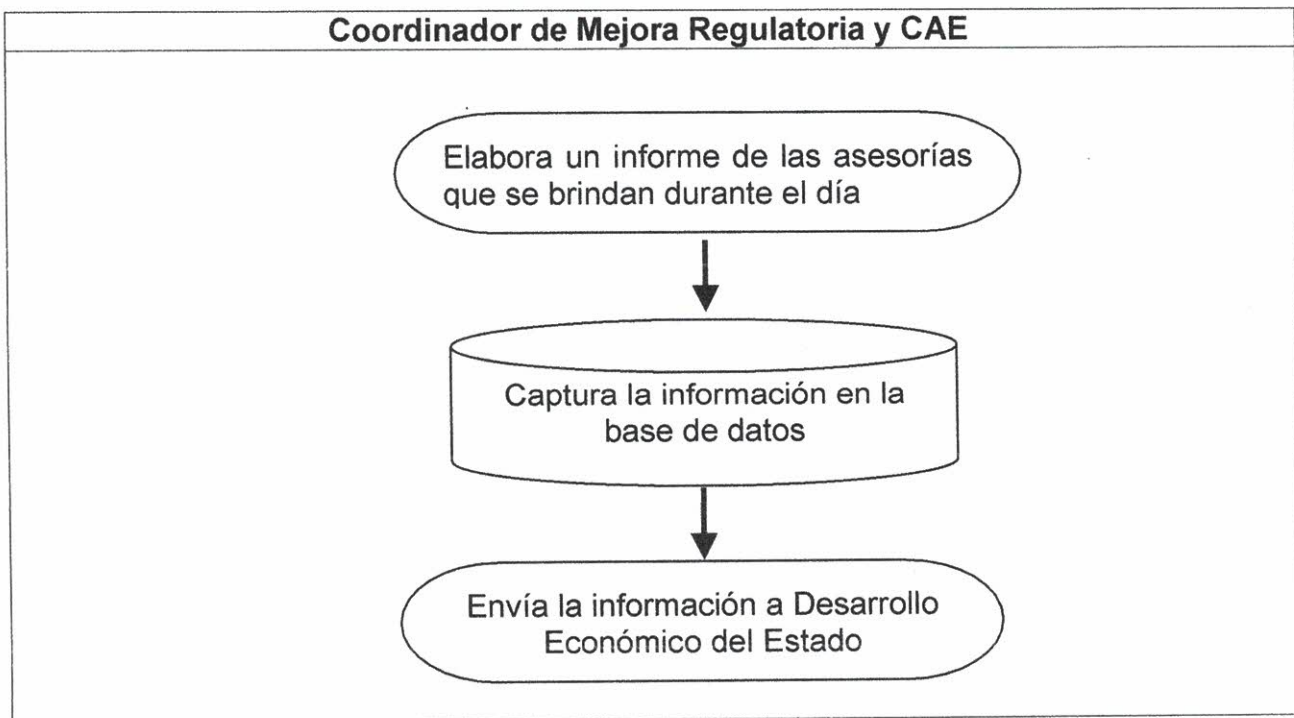 Coordinador de Mejora Regulatoria y CAE
Elabora un informe de las asesorías
que se brindan durante el día
Captura la información en la
base de datos
Envía la información a Desarrollo
Económico del Estado